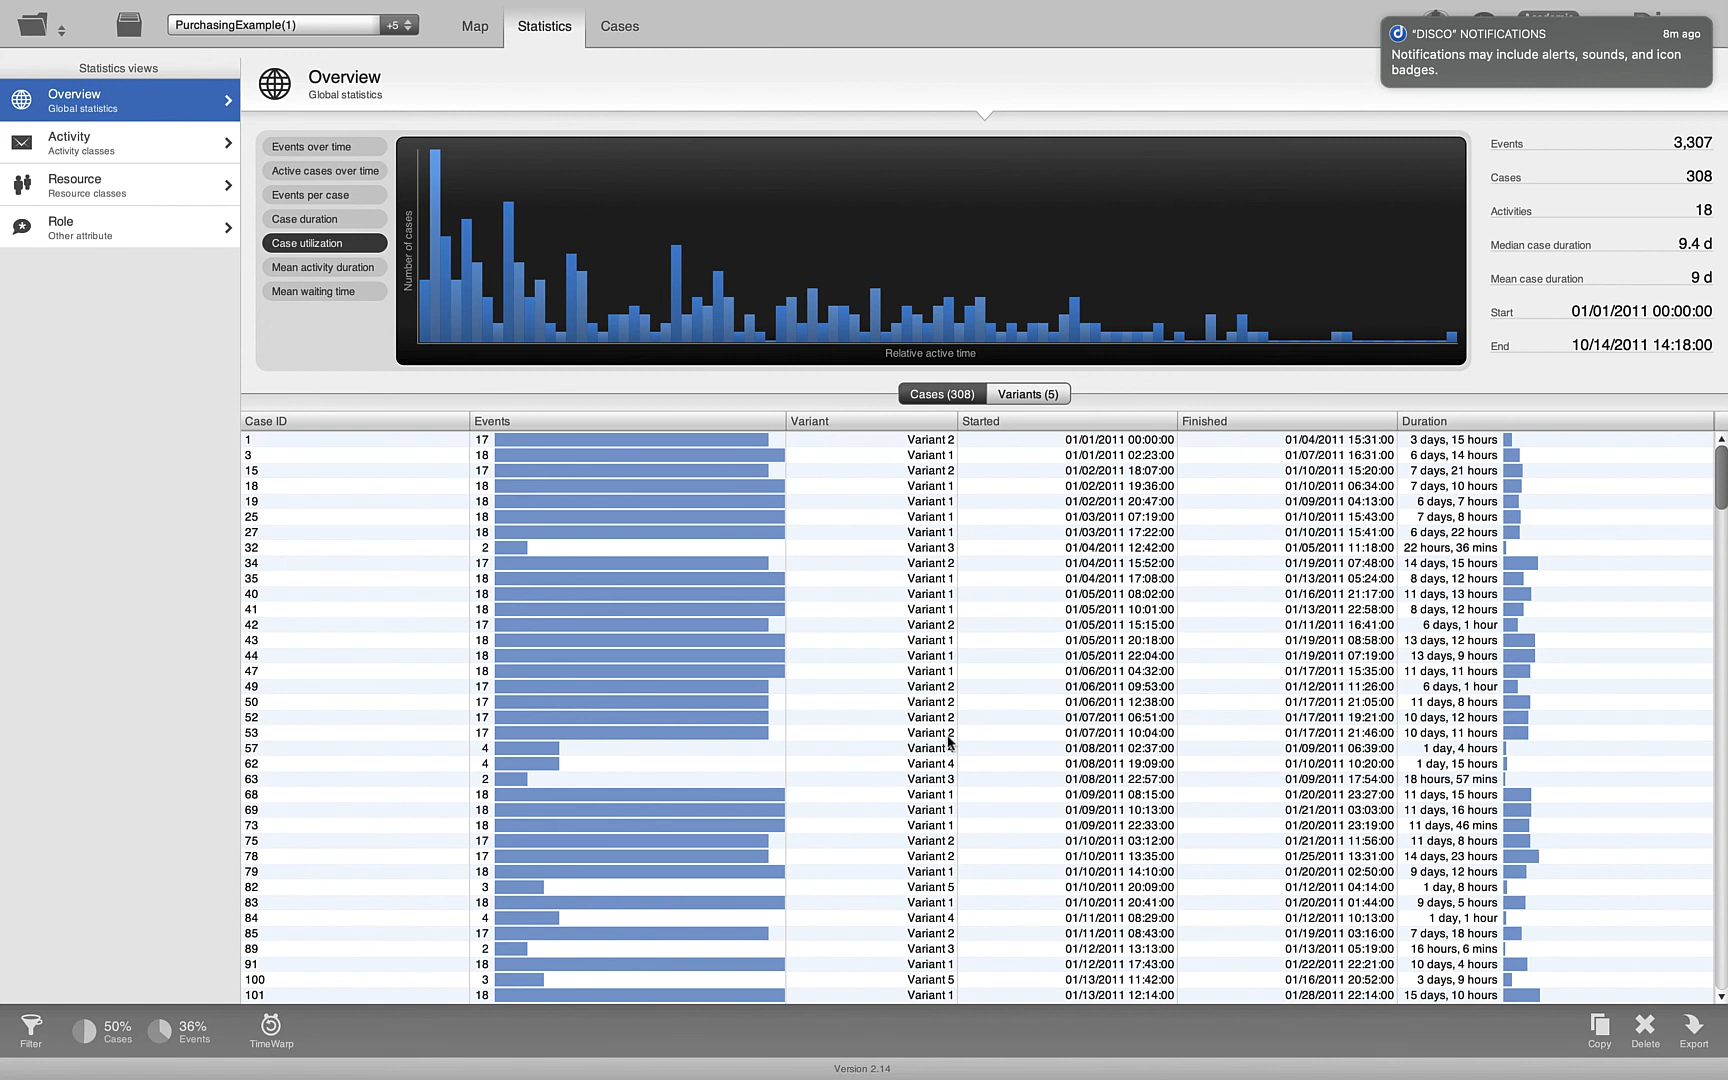 PurchasingExample(1) +5 Map Statistics Cases
"DISCO" NOTIFICATIONS 8m ago
Notifications may include alerts, sounds, and icon
badges.
Statistics views
Overview
Global statistics
Activity
Activity classes
Resource
Resource classes
Role
Other attribute
Overview
Global statistics
Events over time
Active cases over time
Events per case
Case duration
Case utilization
Mean activity duration
Mean waiting time
Number of cases
Relative active time
Events 3,307
Cases 308
Activities 18
Median case duration 9.4 d
Mean case duration 9 d
Start 01/01/2011 00:00:00
End 10/14/2011 14:18:00
Cases (308) Variants (5)
Case ID Events Variant Started Finished Duration
1 17 Variant 2 01/01/2011 00:00:00 01/04/2011 15:31:00 3 days, 15 hours
3 18 Variant 1 01/01/2011 02:23:00 01/07/2011 16:31:00 6 days, 14 hours
15 17 Variant 2 01/02/2011 18:07:00 01/10/2011 15:20:00 7 days, 21 hours
18 18 Variant 1 01/02/2011 19:36:00 01/10/2011 06:34:00 7 days, 10 hours
19 18 Variant 1 01/02/2011 20:47:00 01/09/2011 04:13:00 6 days, 7 hours
25 18 Variant 1 01/03/2011 07:19:00 01/10/2011 15:43:00 7 days, 8 hours
27 18 Variant 1 01/03/2011 17:22:00 01/10/2011 15:41:00 6 days, 22 hours
32 2 Variant 3 01/04/2011 12:42:00 01/05/2011 11:18:00 22 hours, 36 mins
34 17 Variant 2 01/04/2011 15:52:00 01/19/2011 07:48:00 14 days, 15 hours
35 18 Variant 1 01/04/2011 17:08:00 01/13/2011 05:24:00 8 days, 12 hours
40 18 Variant 1 01/05/2011 08:02:00 01/16/2011 21:17:00 11 days, 13 hours
41 18 Variant 1 01/05/2011 10:01:00 01/13/2011 22:58:00 8 days, 12 hours
42 17 Variant 2 01/05/2011 15:15:00 01/11/2011 16:41:00 6 days, 1 hour
43 18 Variant 1 01/05/2011 20:18:00 01/19/2011 08:58:00 13 days, 12 hours
44 18 Variant 1 01/05/2011 22:04:00 01/19/2011 07:19:00 13 days, 9 hours
47 18 Variant 1 01/06/2011 04:32:00 01/17/2011 15:35:00 11 days, 11 hours
49 17 Variant 2 01/06/2011 09:53:00 01/12/2011 11:26:00 6 days, 1 hour
50 17 Variant 2 01/06/2011 12:38:00 01/17/2011 21:05:00 11 days, 8 hours
52 17 Variant 2 01/07/2011 06:51:00 01/17/2011 19:21:00 10 days, 12 hours
53 17 Variant 2 01/07/2011 10:04:00 01/17/2011 21:46:00 10 days, 11 hours
57 4 Variant 01/08/2011 02:37:00 01/09/2011 06:39:00 1 day, 4 hours
62 4 Variant 4 01/08/2011 19:09:00 01/10/2011 10:20:00 1 day, 15 hours
63 2 Variant 3 01/08/2011 22:57:00 01/09/2011 17:54:00 18 hours, 57 mins
68 18 Variant 1 01/09/2011 08:15:00 01/20/2011 23:27:00 11 days, 15 hours
69 18 Variant 1 01/09/2011 10:13:00 01/21/2011 03:03:00 11 days, 16 hours
73 18 Variant 1 01/09/2011 22:33:00 01/20/2011 23:19:00 11 days, 46 mins
75 17 Variant 2 01/10/2011 03:12:00 01/21/2011 11:56:00 11 days, 8 hours
78 17 Variant 2 01/10/2011 13:35:00 01/25/2011 13:31:00 14 days, 23 hours
79 18 Variant 1 01/10/2011 14:10:00 01/20/2011 02:50:00 9 days, 12 hours
82 3 Variant 5 01/10/2011 20:09:00 01/12/2011 04:14:00 1 day, 8 hours
83 18 Variant 1 01/10/2011 20:41:00 01/20/2011 01:44:00 9 days, 5 hours
84 4 Variant 4 01/11/2011 08:29:00 01/12/2011 10:13:00 1 day, 1 hour
85 17 Variant 2 01/11/2011 08:43:00 01/19/2011 03:16:00 7 days, 18 hours
89 2 Variant 3 01/12/2011 13:13:00 01/13/2011 05:19:00 16 hours, 6 mins
91 18 Variant 1 01/12/2011 17:43:00 01/22/2011 22:21:00 10 days, 4 hours
100 3 Variant 5 01/13/2011 11:42:00 01/16/2011 20:52:00 3 days, 9 hours
101 18 Variant 1 01/13/2011 12:14:00 01/28/2011 22:14:00 15 days, 10 hours
Filter 50% Cases 36% Events TimeWarp Copy Delete Export
Version 2.14